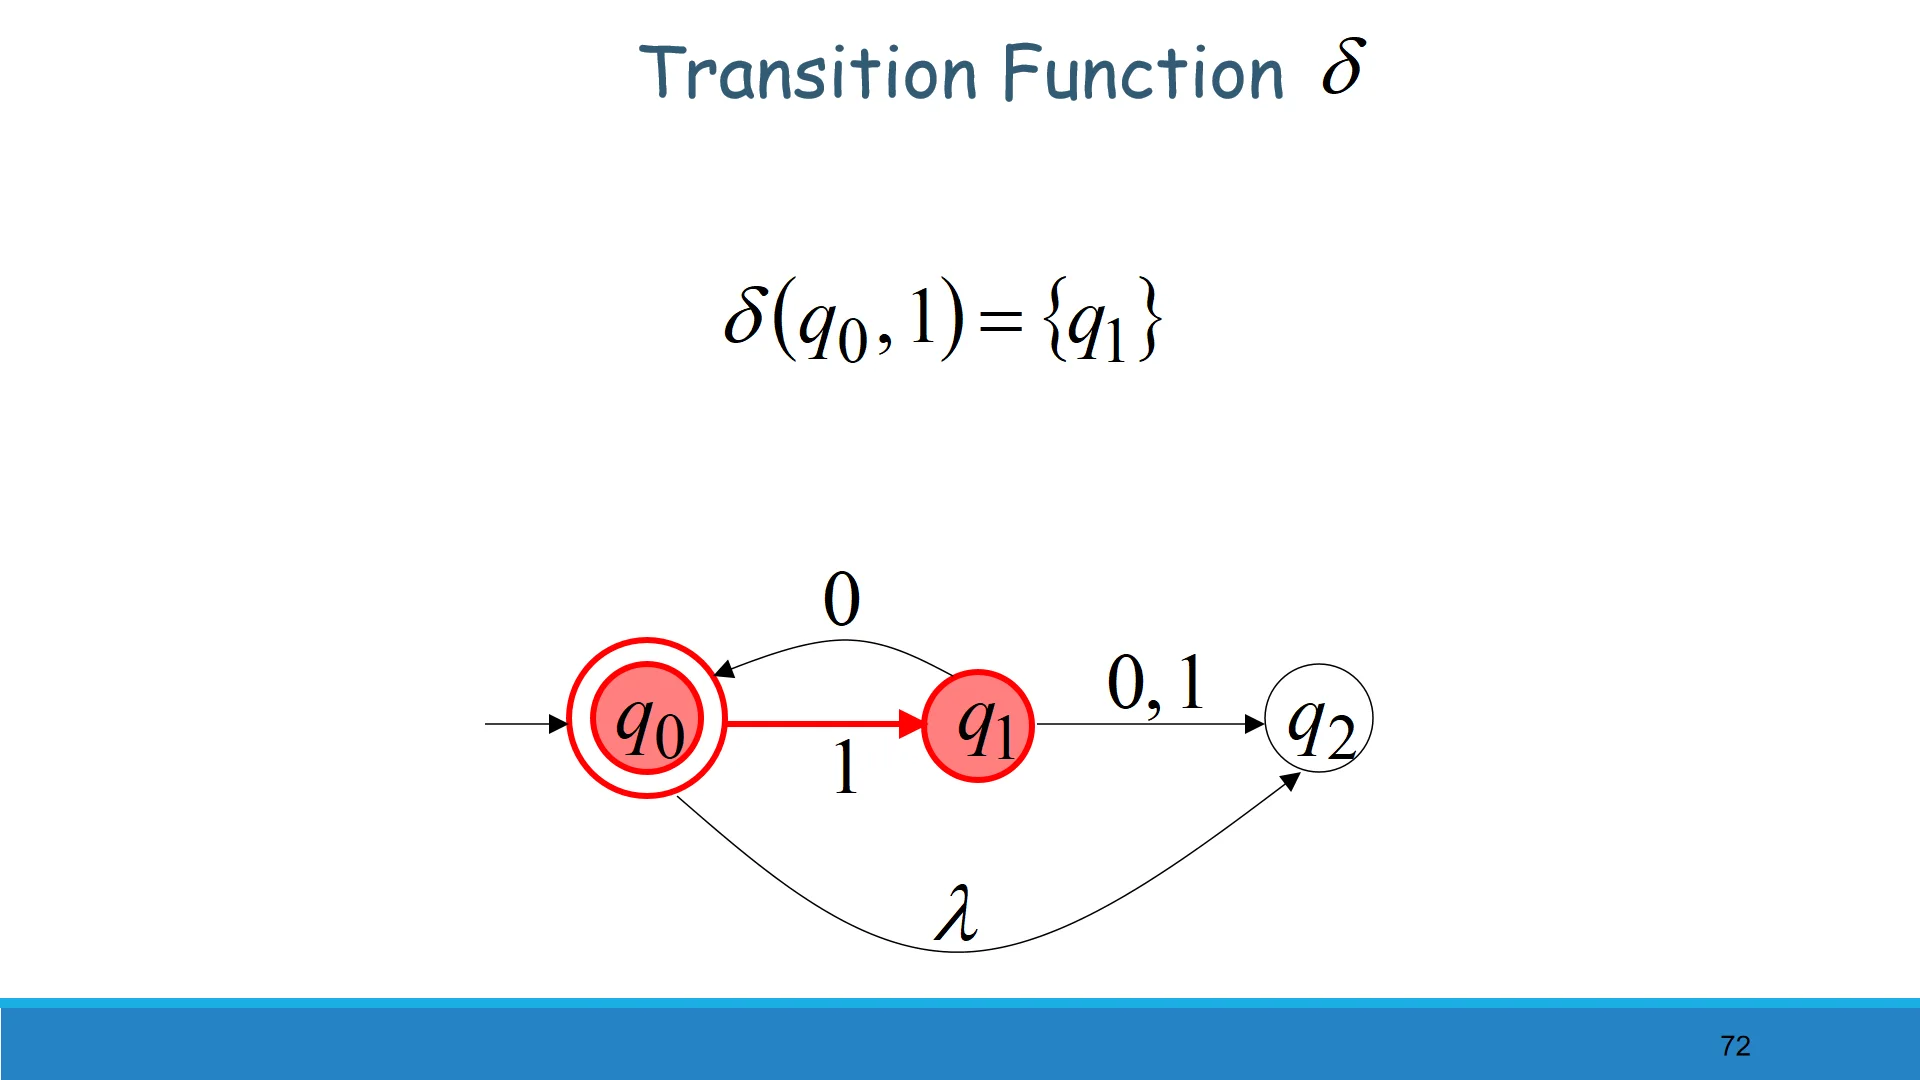 Transition Function δ
δ(q₀,1)={q₁}
0
0,1
q₀ q₁ q₂
1
λ
72